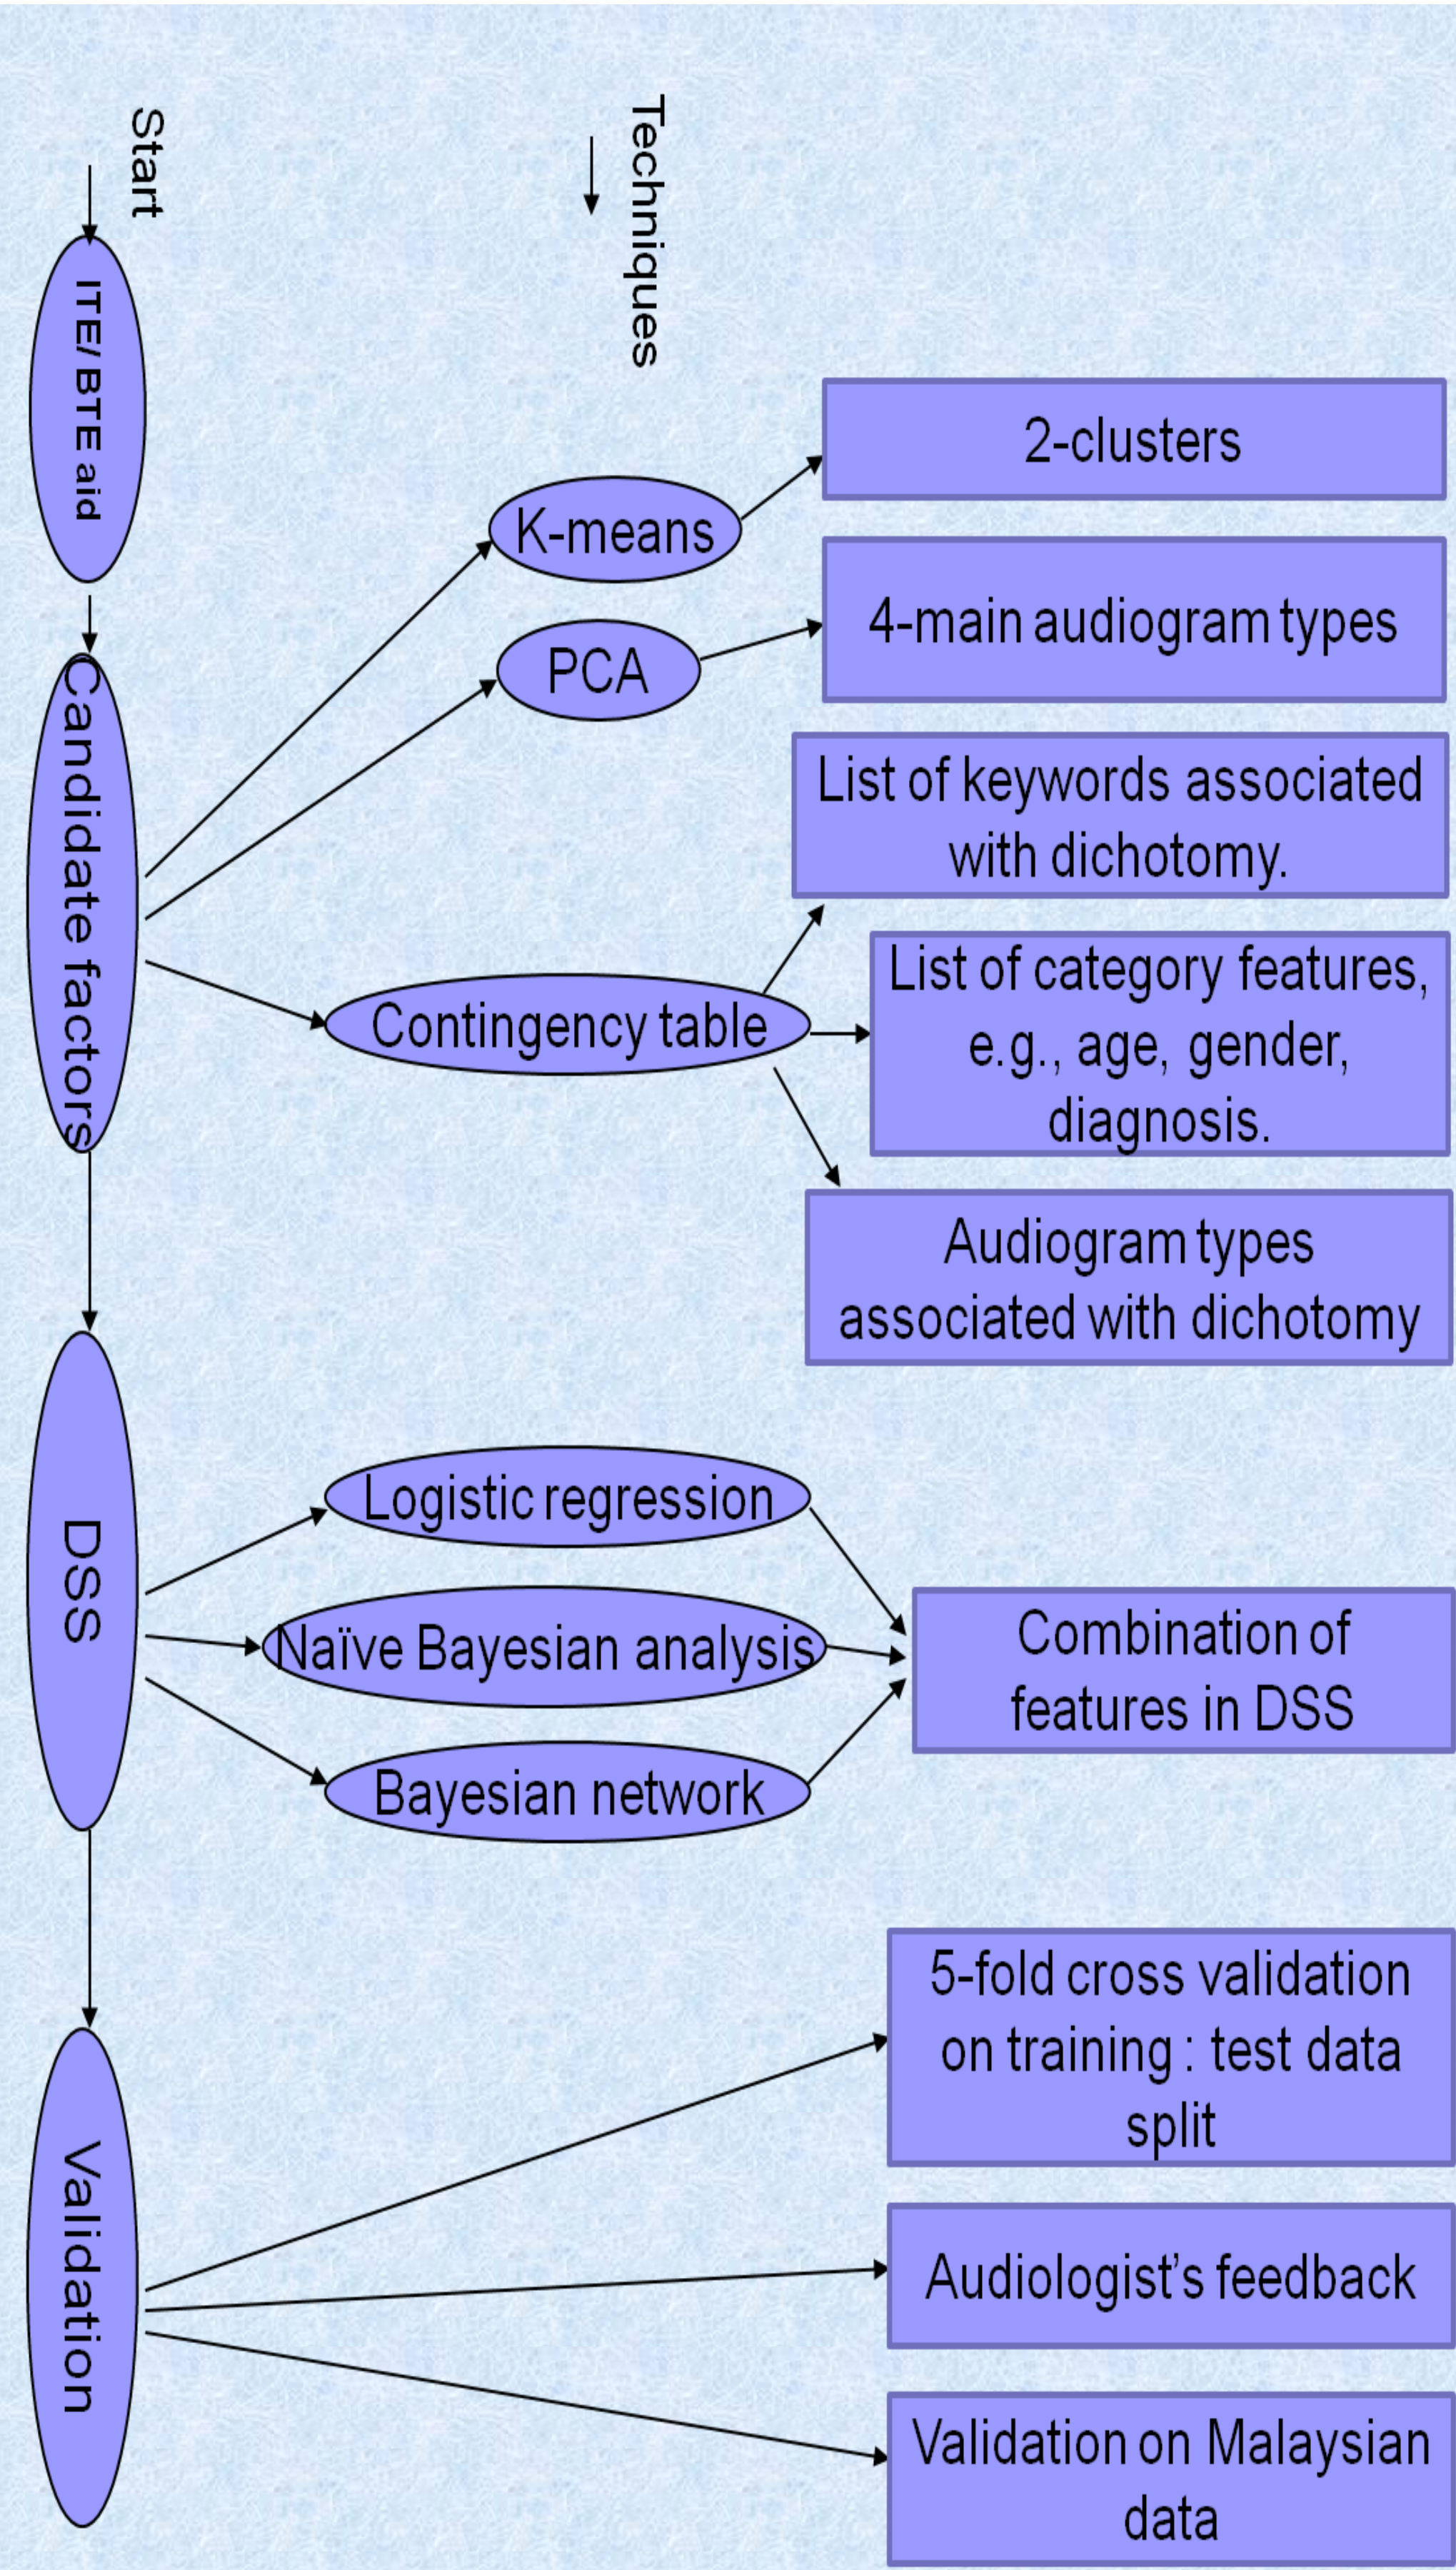 Start
Techniques
ITE/ BTE aid
2-clusters
K-means
4-main audiogram types
PCA
Candidate factors
List of keywords associated
with dichotomy.
Contingency table
List of category features,
e.g., age, gender,
diagnosis.
Audiogram types
associated with dichotomy
DSS
Logistic regression
Naïve Bayesian analysis
Bayesian network
Combination of
features in DSS
Validation
5-fold cross validation
on training : test data
split
Audiologist’s feedback
Validation on Malaysian
data